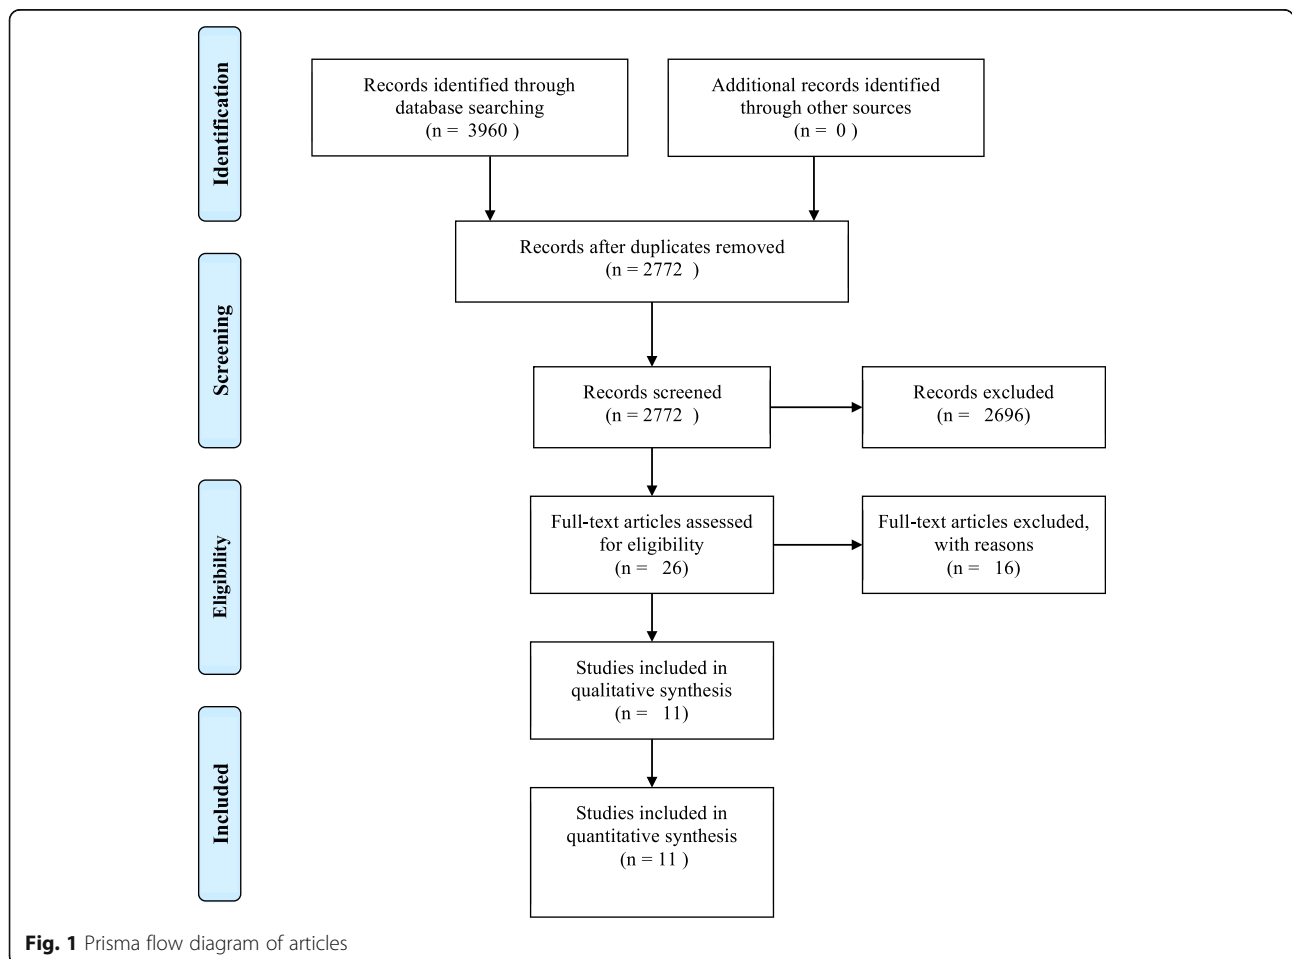 Identification
Records identified through
database searching
(n = 3960 )
Additional records identified
through other sources
(n = 0 )
Screening
Records after duplicates removed
(n = 2772 )
Records screened
(n = 2772 )
Records excluded
(n = 2696)
Eligibility
Full-text articles assessed
for eligibility
(n = 26)
Full-text articles excluded,
with reasons
(n = 16)
Studies included in
qualitative synthesis
(n = 11)
Included
Studies included in
quantitative synthesis
(n = 11 )
Fig. 1 Prisma flow diagram of articles